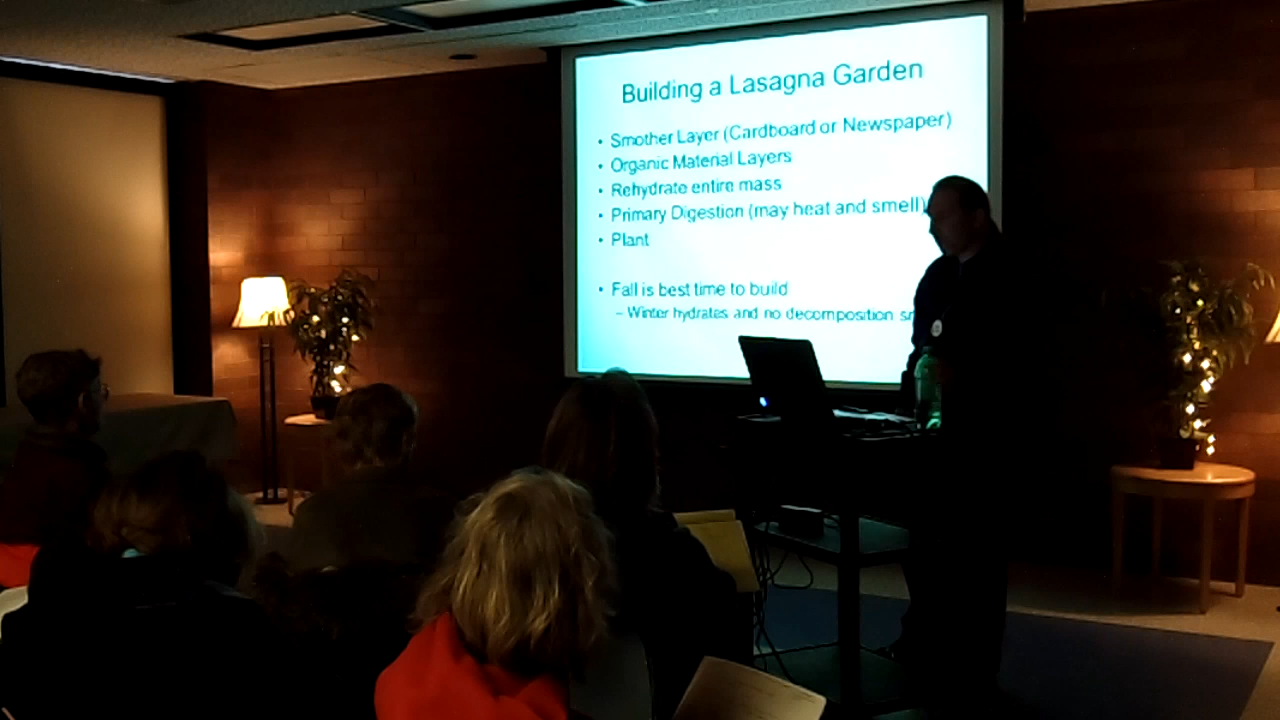 Building a Lasagna Garden
• Smother Layer (Cardboard or Newspaper)
• Organic Material Layers
• Rehydrate entire mass
• Primary Digestion (may heat and smell)
• Plant
• Fall is best time to build
– Winter hydrates and no decomposition